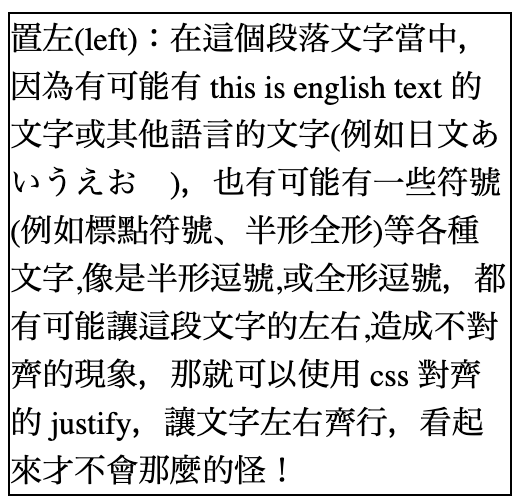 置左(left)：在這個段落文字當中，
因為有可能有 this is english text 的
文字或其他語言的文字(例如日文あ
いうえお　)，也有可能有一些符號
(例如標點符號、半形全形)等各種
文字,像是半形逗號,或全形逗號，都
有可能讓這段文字的左右,造成不對
齊的現象，那就可以使用 css 對齊
的 justify，讓文字左右齊行，看起
來才不會那麼的怪！